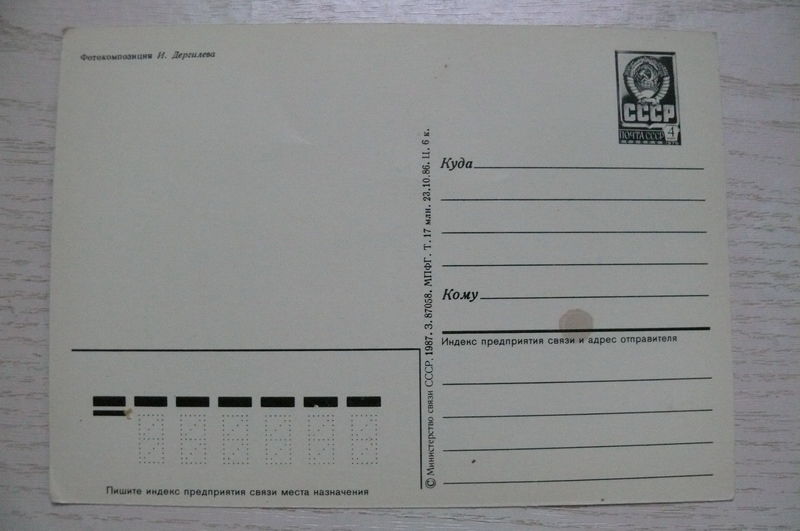 Фотокомпозиция И. Дергилева
СССР
ПОЧТА СССР 4
Куда
Кому
Индекс предприятия связи и адрес отправителя
© Министерство связи СССР. 1987. З. 87058. МПФГ. Т. 17 млн. 23.10.86. Ц. 6 к.
Пишите индекс предприятия связи места назначения